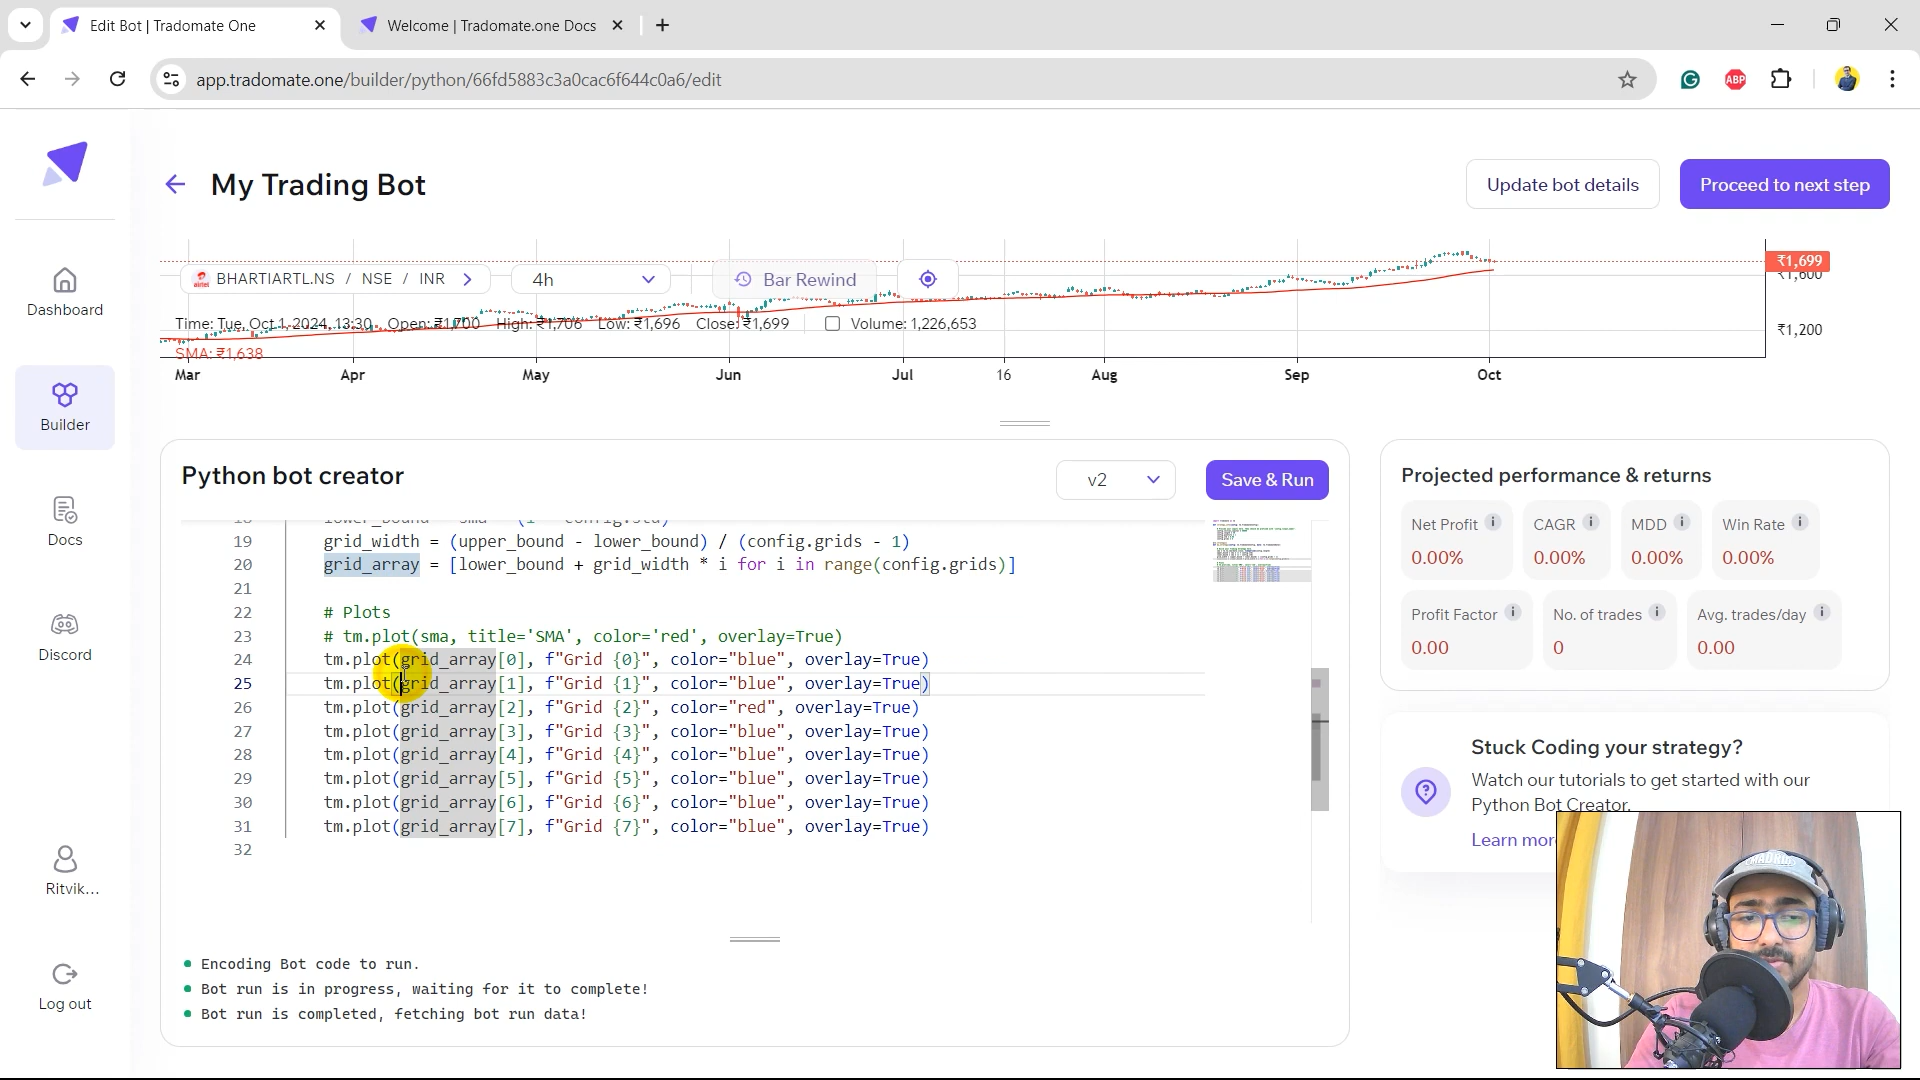 Edit Bot | Tradomate One
Welcome | Tradomate.one Docs
app.tradomate.one/builder/python/66fd5883c3a0cac6f644c0a6/edit
ABP
My Trading Bot
Update bot details
Proceed to next step
BHARTIARTL.NS / NSE / INR
4h
Bar Rewind
₹1,699
₹1,600
Time: Tue, Oct 1, 2024, 13:30 Open: ₹1,700 High: ₹1,706 Low: ₹1,696 Close: ₹1,699 Volume: 1,226,653
₹1,200
SMA: ₹1,638
Mar Apr May Jun Jul 16 Aug Sep Oct
Dashboard
Builder
Docs
Discord
Ritvik...
Log out
Python bot creator
v2
Save & Run
19 grid_width = (upper_bound - lower_bound) / (config.grids - 1)
20 grid_array = [lower_bound + grid_width * i for i in range(config.grids)]
21
22 # Plots
23 # tm.plot(sma, title='SMA', color='red', overlay=True)
24 tm.plot(grid_array[0], f"Grid {0}", color="blue", overlay=True)
25 tm.plot(grid_array[1], f"Grid {1}", color="blue", overlay=True)
26 tm.plot(grid_array[2], f"Grid {2}", color="red", overlay=True)
27 tm.plot(grid_array[3], f"Grid {3}", color="blue", overlay=True)
28 tm.plot(grid_array[4], f"Grid {4}", color="blue", overlay=True)
29 tm.plot(grid_array[5], f"Grid {5}", color="blue", overlay=True)
30 tm.plot(grid_array[6], f"Grid {6}", color="blue", overlay=True)
31 tm.plot(grid_array[7], f"Grid {7}", color="blue", overlay=True)
32
Encoding Bot code to run.
Bot run is in progress, waiting for it to complete!
Bot run is completed, fetching bot run data!
Projected performance & returns
Net Profit CAGR MDD Win Rate
0.00% 0.00% 0.00% 0.00%
Profit Factor No. of trades Avg. trades/day
0.00 0 0.00
Stuck Coding your strategy?
Watch our tutorials to get started with our
Python Bot Creator.